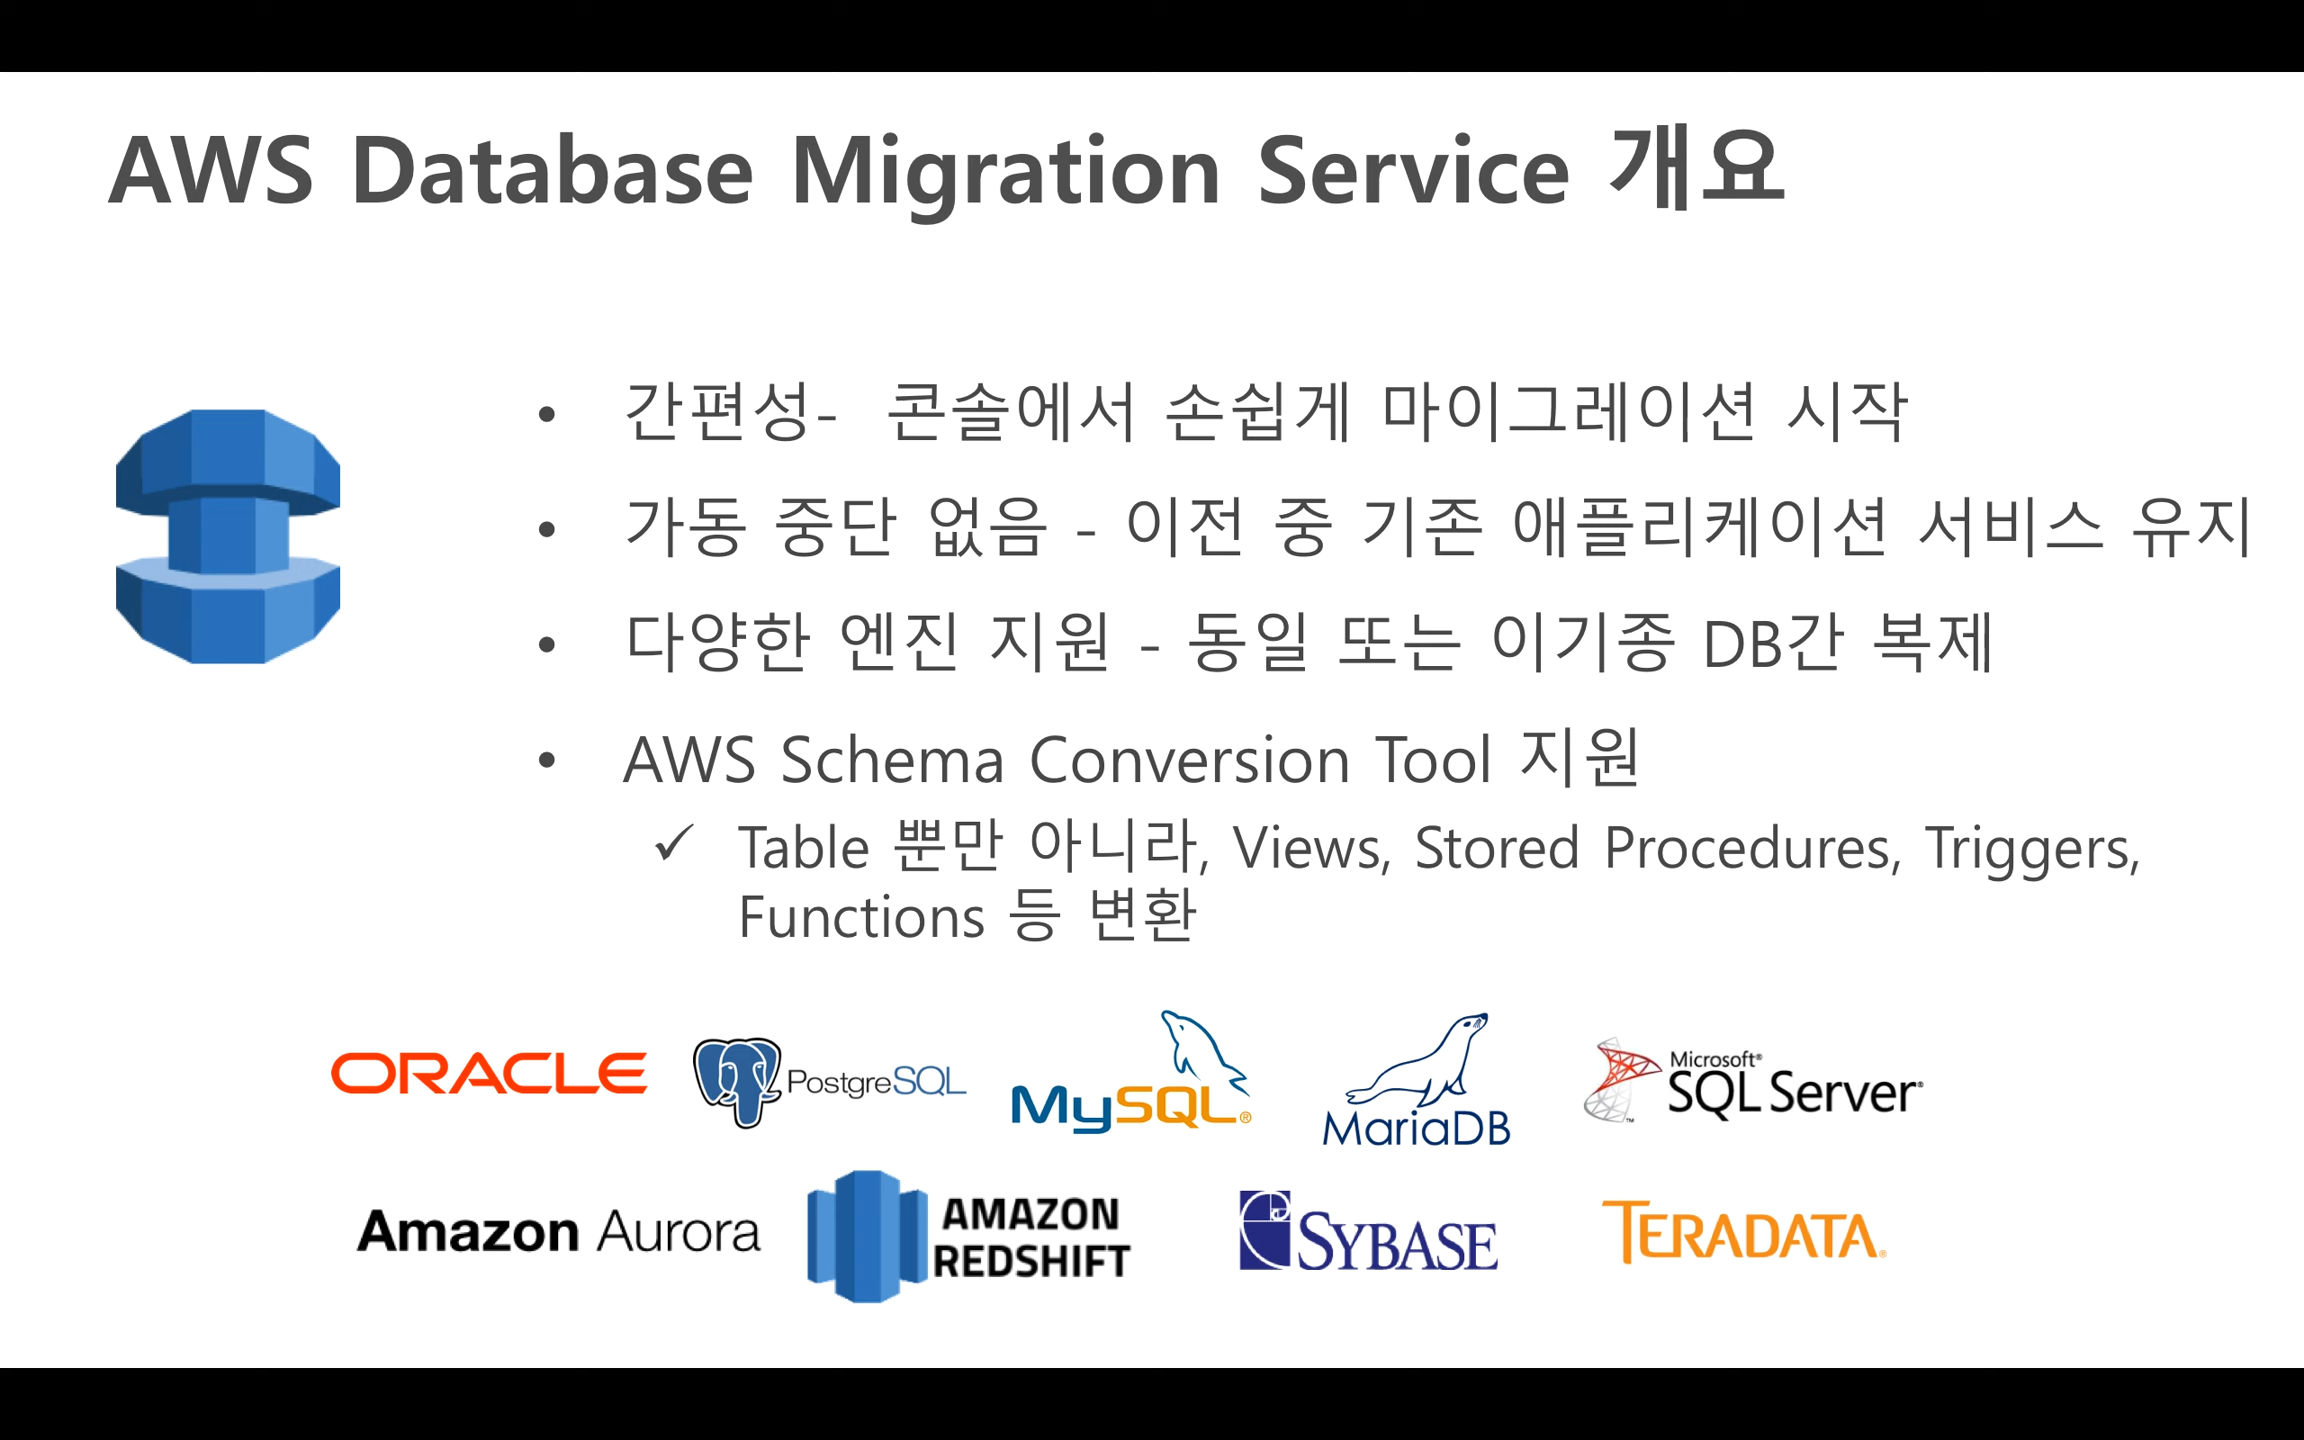 AWS Database Migration Service 개요
• 간편성- 콘솔에서 손쉽게 마이그레이션 시작
• 가동 중단 없음 - 이전 중 기존 애플리케이션 서비스 유지
• 다양한 엔진 지원 - 동일 또는 이기종 DB간 복제
• AWS Schema Conversion Tool 지원
✓ Table 뿐만 아니라, Views, Stored Procedures, Triggers,
Functions 등 변환
ORACLE
PostgreSQL
MySQL®
MariaDB
Microsoft®
SQL Server®
™
Amazon Aurora
AMAZON
REDSHIFT
SYBASE
TERADATA®